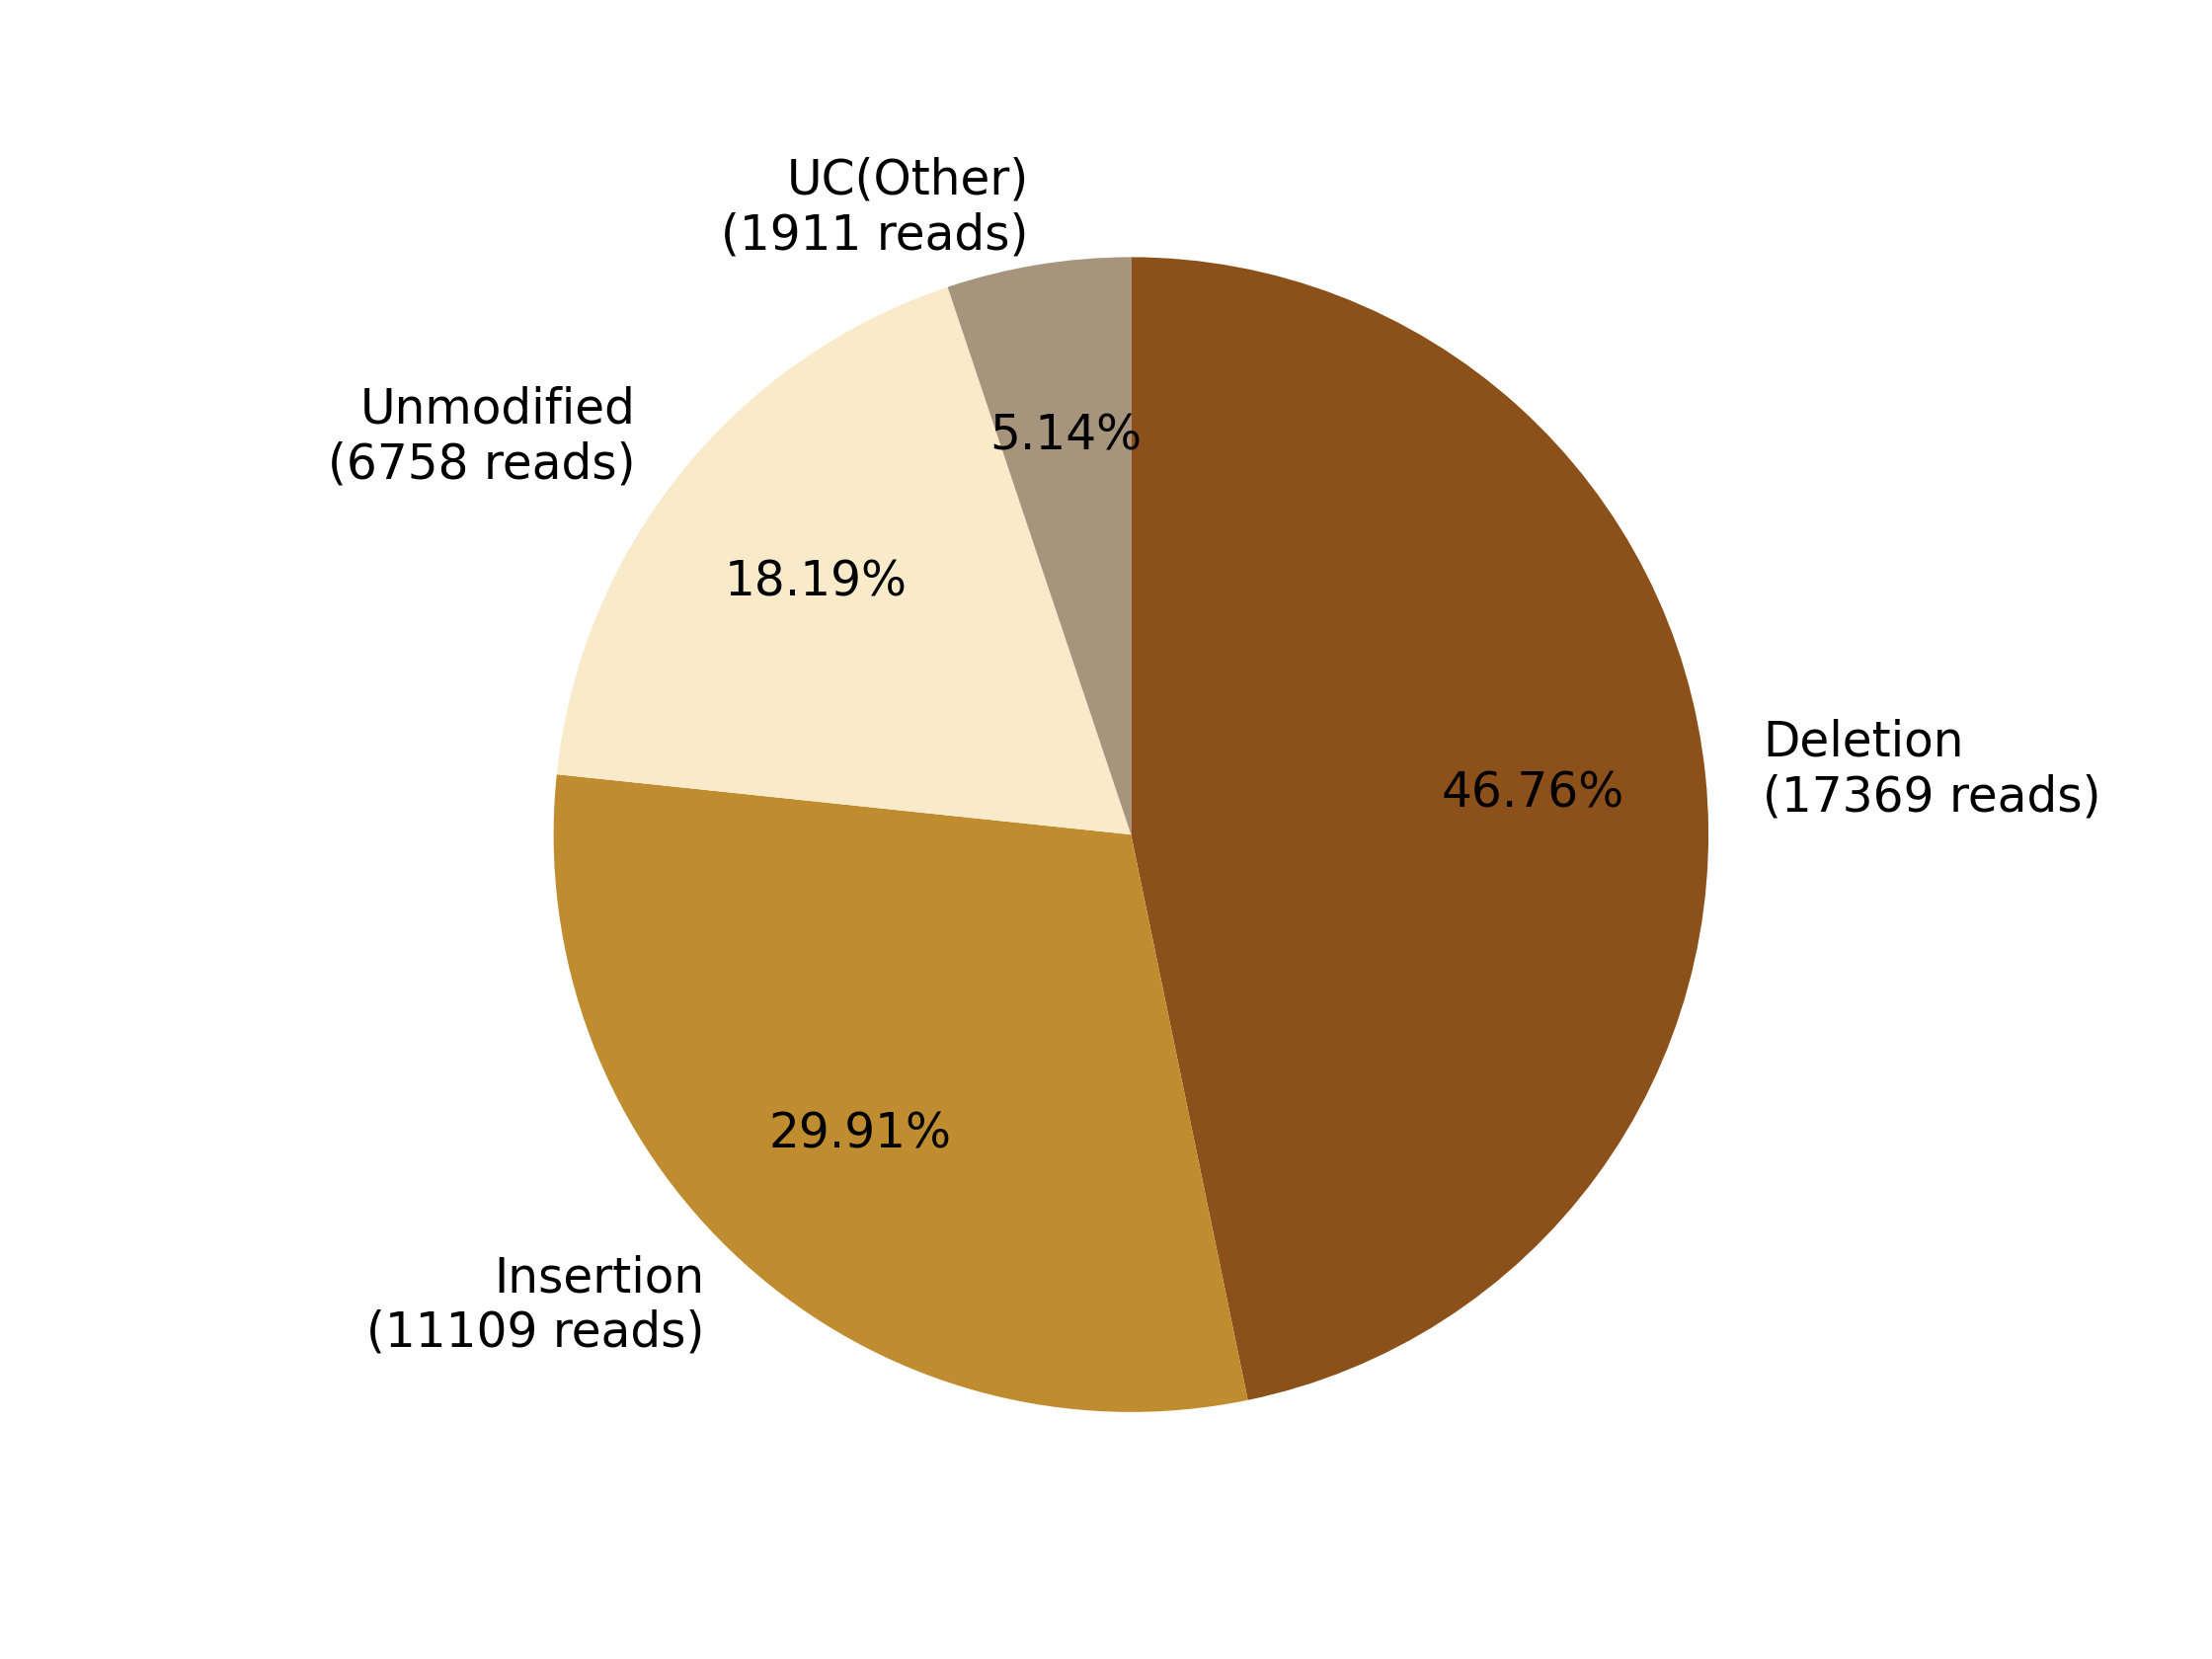 UC(Other)
(1911 reads)
5.14%
Unmodified
(6758 reads)
18.19%
Deletion
(17369 reads)
46.76%
29.91%
Insertion
(11109 reads)